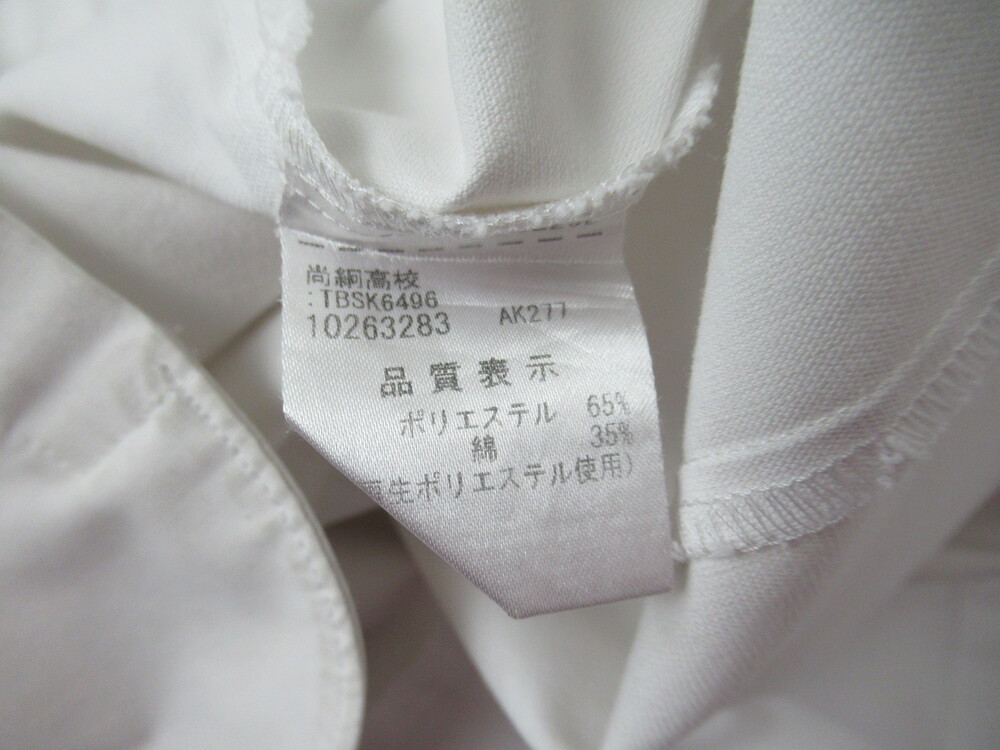 尚絅高校
:TBSK6496
10263283 AK277
品質表示
ポリエステル 65%
綿 35%
再生ポリエステル使用)